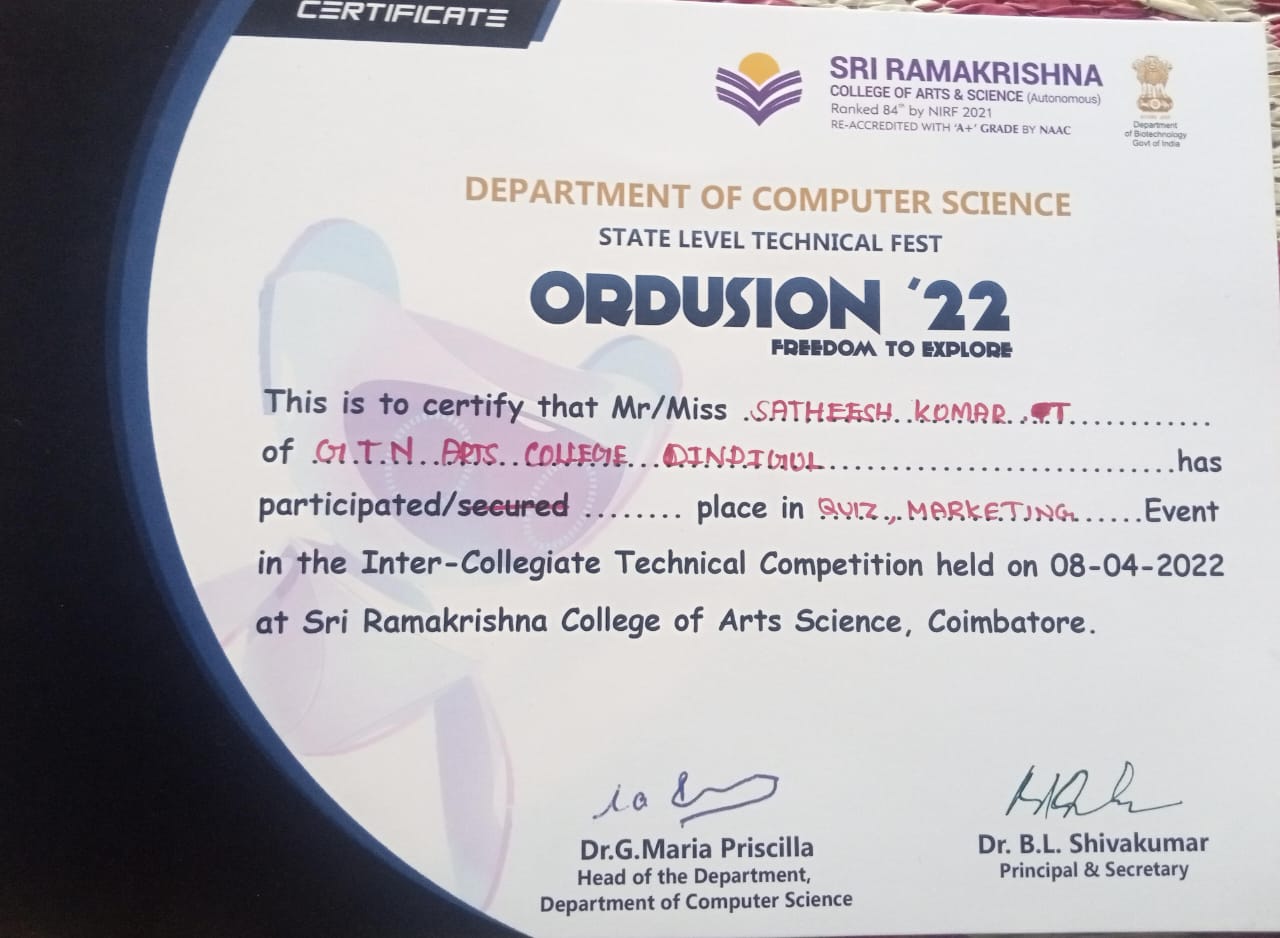 CERTIFICATE
SRI RAMAKRISHNA
COLLEGE OF ARTS & SCIENCE (Autonomous)
Ranked 84th by NIRF 2021
RE-ACCREDITED WITH 'A+' GRADE BY NAAC
Department
of Biotechnology
Govt of India
DEPARTMENT OF COMPUTER SCIENCE
STATE LEVEL TECHNICAL FEST
ORDUSION '22
FREEDOM TO EXPLORE
This is to certify that Mr/Miss SATHEESH KUMAR T
of G.T.N ARTS COLLEGE DINDIGUL has
participated/secured ........ place in QUIZ, MARKETING Event
in the Inter-Collegiate Technical Competition held on 08-04-2022
at Sri Ramakrishna College of Arts Science, Coimbatore.
Dr.G.Maria Priscilla
Head of the Department,
Department of Computer Science
Dr. B.L. Shivakumar
Principal & Secretary